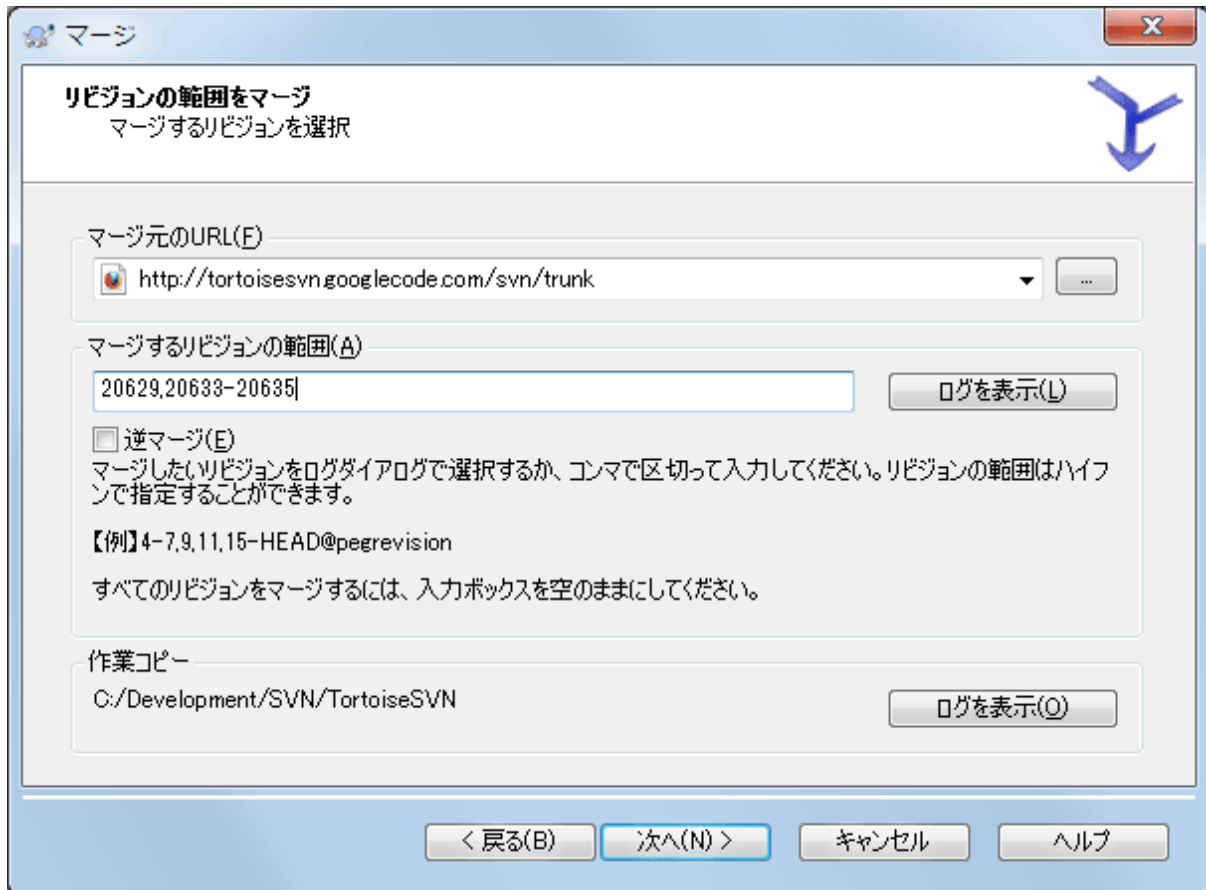 マージ
リビジョンの範囲をマージ
マージするリビジョンを選択
マージ元のURL(F)
http://tortoisesvn.googlecode.com/svn/trunk
...
マージするリビジョンの範囲(A)
20629,20633-20635
ログを表示(L)
逆マージ(E)
マージしたいリビジョンをログダイアログで選択するか、コンマで区切って入力してください。リビジョンの範囲はハイフ
ンで指定することができます。
【例】4-7,9,11,15-HEAD@pegrevision
すべてのリビジョンをマージするには、入力ボックスを空のままにしてください。
作業コピー
C:/Development/SVN/TortoiseSVN
ログを表示(O)
< 戻る(B)
次へ(N) >
キャンセル
ヘルプ